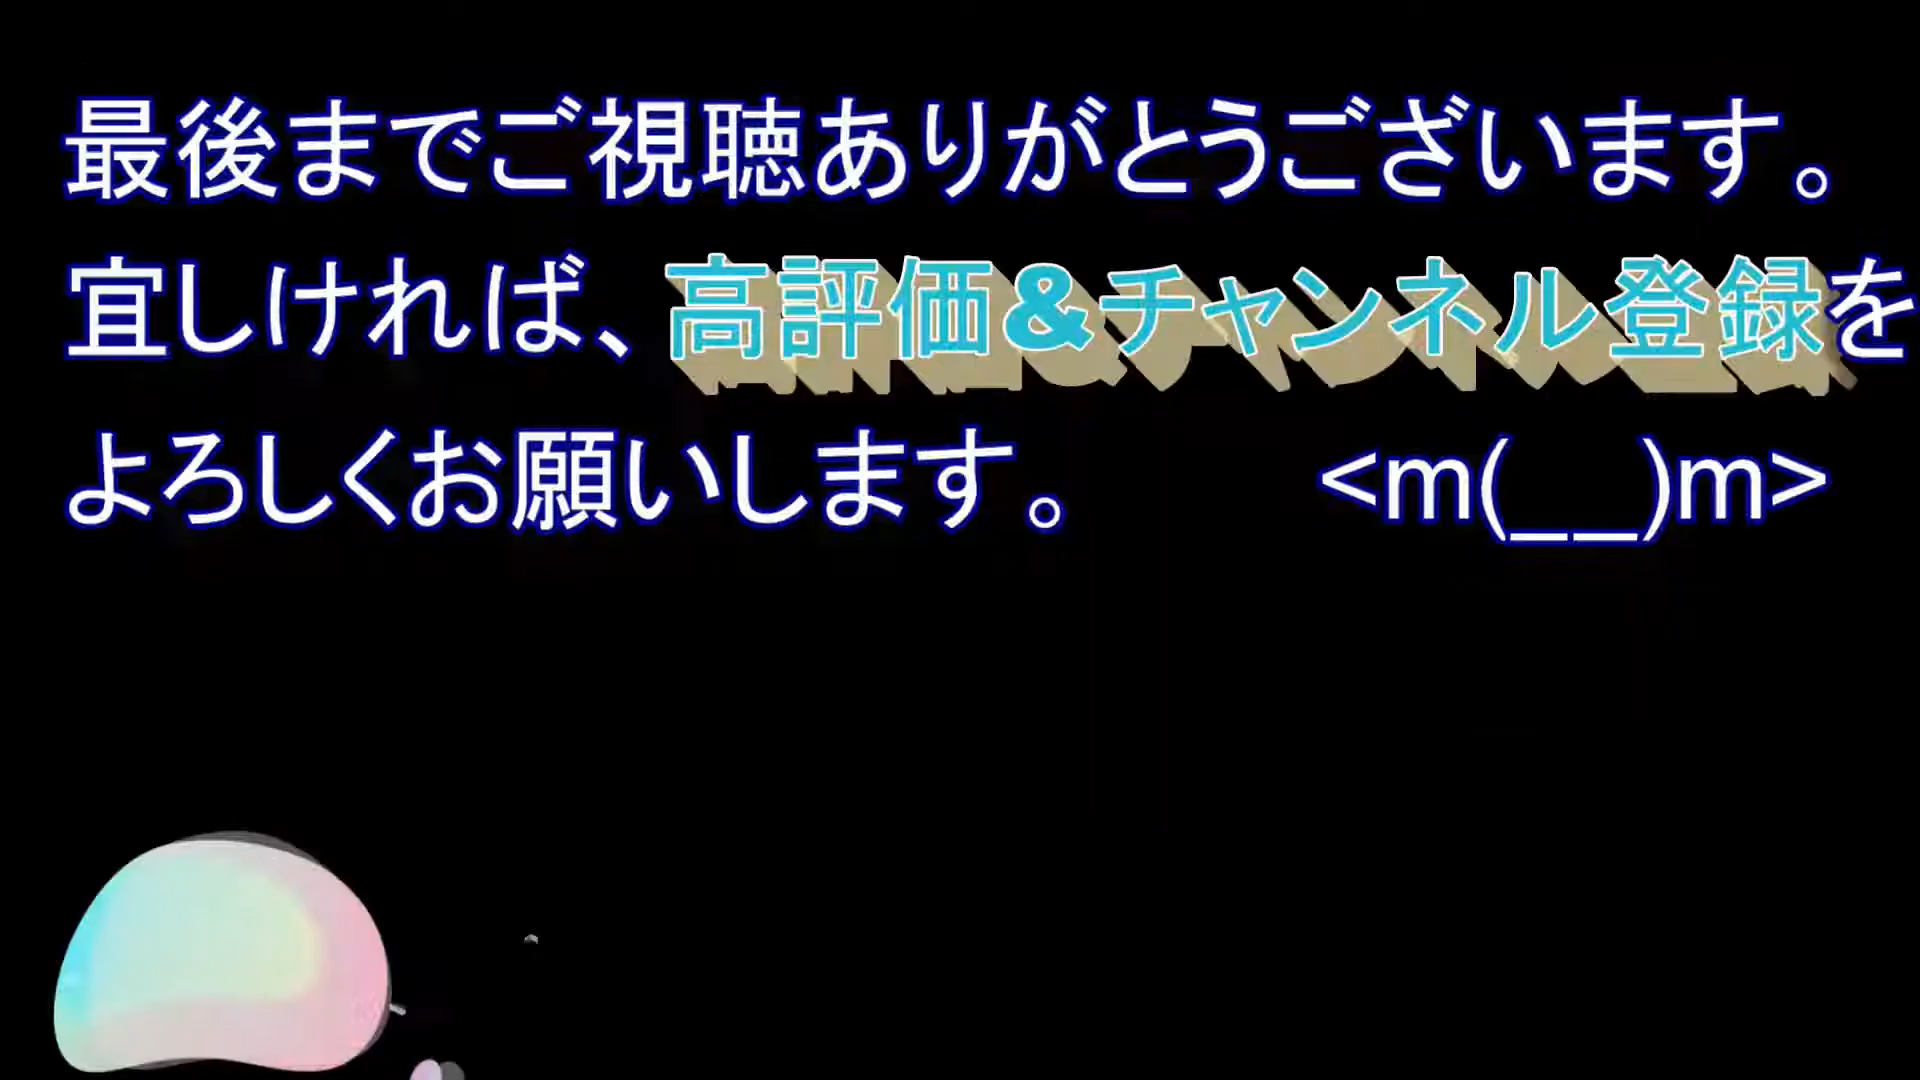 最後までご視聴ありがとうございます。
宜しければ、高評価&チャンネル登録を
よろしくお願いします。　　<m(__)m>